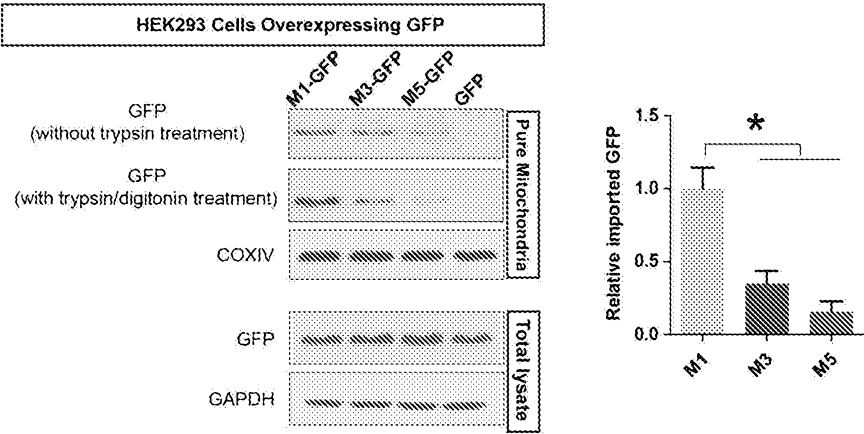 HEK293 Cells Overexpressing GFP
M1-GFP
M3-GFP
M5-GFP
GFP
GFP
(without trypsin treatment)
GFP
(with trypsin/digitonin treatment)
COXIV
Pure Mitochondria
GFP
GAPDH
Total lysate
Relative imported GFP
1.5
1.0
0.5
0.0
*
M1
M3
M5